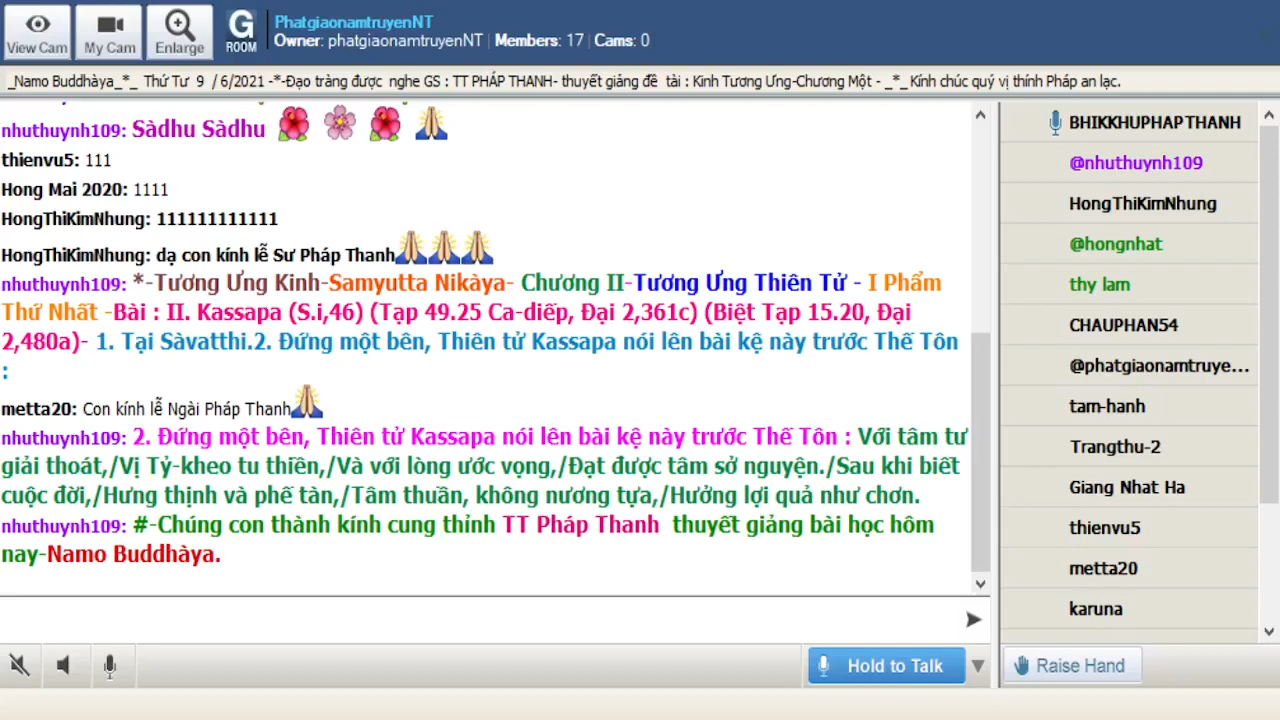 View Cam
My Cam
Enlarge
G
ROOM
PhatgiaonamtruyenNT
Owner: phatgiaonamtruyenNT | Members: 17 | Cams: 0
_Namo Buddhàya_*_ Thứ Tư 9 / 6/2021 -*-Đạo tràng được nghe GS : TT PHÁP THANH- thuyết giảng đề tài : Kinh Tương Ưng-Chương Một - _*_Kính chúc quý vị thính Pháp an lạc.
nhuthuynh109: Sàdhu Sàdhu
thienvu5: 111
Hong Mai 2020: 1111
HongThiKimNhung: 111111111111
HongThiKimNhung: dạ con kính lễ Sư Pháp Thanh
nhuthuynh109: *-Tương Ưng Kinh-Samyutta Nikàya- Chương II-Tương Ưng Thiên Tử - I Phẩm
Thứ Nhất -Bài : II. Kassapa (S.i,46) (Tạp 49.25 Ca-diếp, Đại 2,361c) (Biệt Tạp 15.20, Đại
2,480a)- 1. Tại Sàvatthi.2. Đứng một bên, Thiên tử Kassapa nói lên bài kệ này trước Thế Tôn
:
metta20: Con kính lễ Ngài Pháp Thanh
nhuthuynh109: 2. Đứng một bên, Thiên tử Kassapa nói lên bài kệ này trước Thế Tôn : Với tâm tư
giải thoát,/Vị Tỷ-kheo tu thiền,/Và với lòng ước vọng,/Đạt được tâm sở nguyện./Sau khi biết
cuộc đời,/Hưng thịnh và phế tàn,/Tâm thuần, không nương tựa,/Hưởng lợi quả như chơn.
nhuthuynh109: #-Chúng con thành kính cung thỉnh TT Pháp Thanh thuyết giảng bài học hôm
nay-Namo Buddhàya.
BHIKKHUPHAPTHANH
@nhuthuynh109
HongThiKimNhung
@hongnhat
thy lam
CHAUPHAN54
@phatgiaonamtruye...
tam-hanh
Trangthu-2
Giang Nhat Ha
thienvu5
metta20
karuna
Hold to Talk
Raise Hand